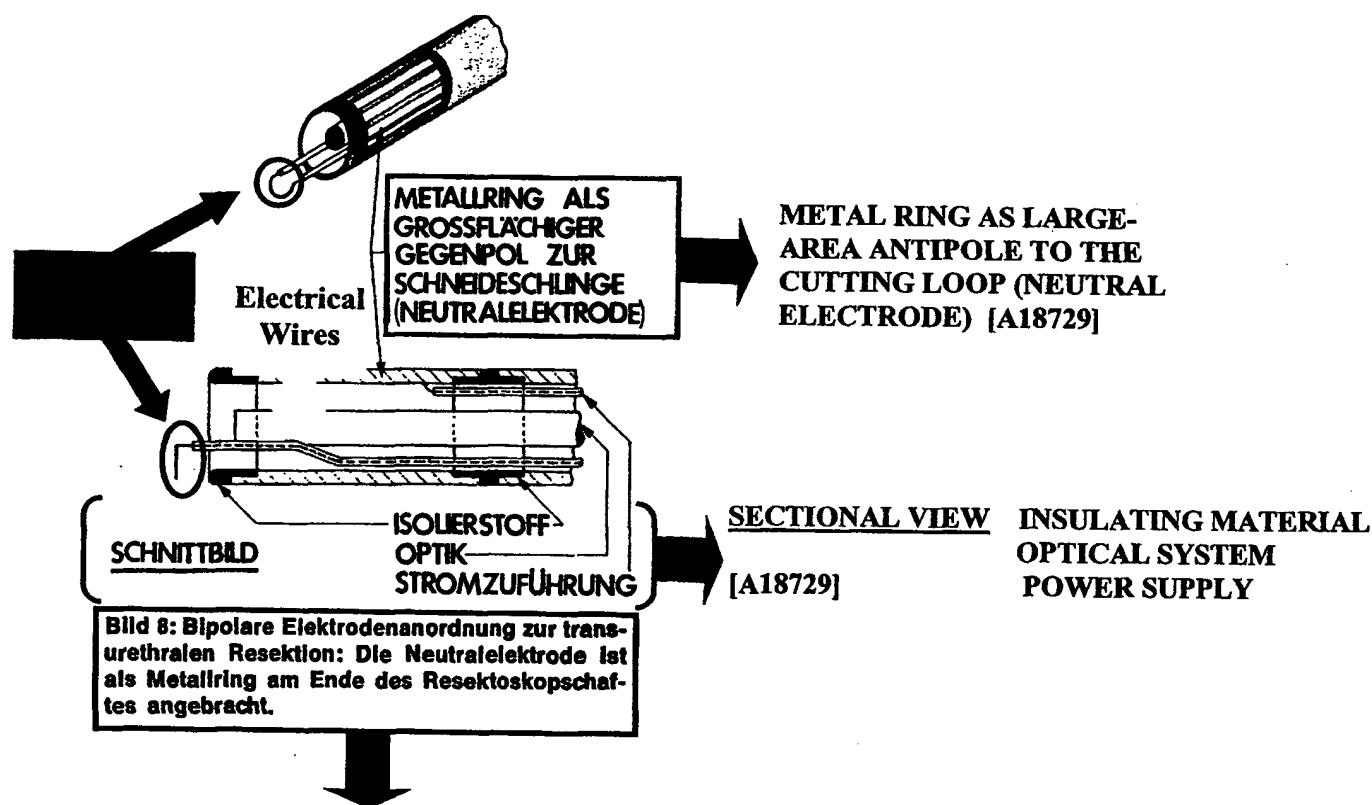 METALLRING ALS
GROSSFLÄCHIGER
GEGENPOL ZUR
SCHNEIDESCHLINGE
(NEUTRALELEKTRODE)
METAL RING AS LARGE-
AREA ANTIPOLE TO THE
CUTTING LOOP (NEUTRAL
ELECTRODE) [A18729]
Electrical
Wires
SCHNITTBILD
ISOLIERSTOFF
OPTIK
STROMZUFÜHRUNG
SECTIONAL VIEW INSULATING MATERIAL
OPTICAL SYSTEM
[A18729] POWER SUPPLY
Bild 8: Bipolare Elektrodenanordnung zur trans-
urethralen Resektion: Die Neutralelektrode ist
als Metallring am Ende des Resektoskopschaf-
tes angebracht.